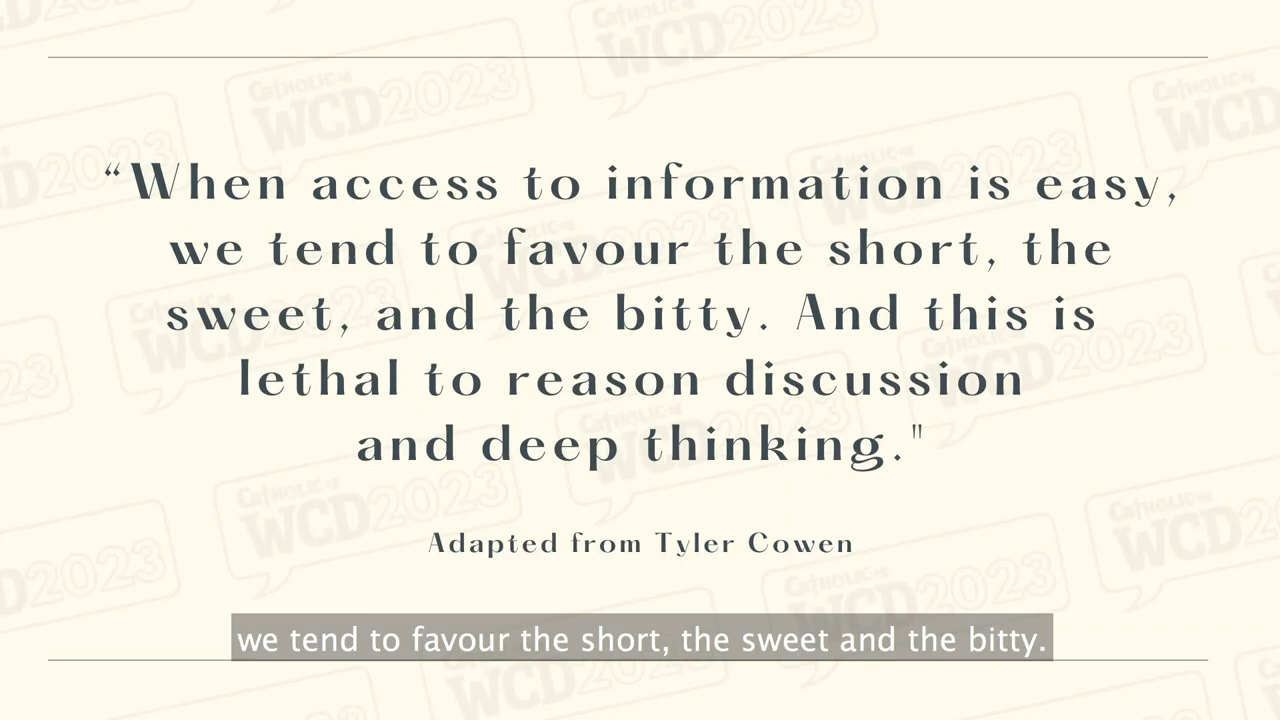 “When access to information is easy,
we tend to favour the short, the
sweet, and the bitty. And this is
lethal to reason discussion
and deep thinking."
Adapted from Tyler Cowen
we tend to favour the short, the sweet and the bitty.